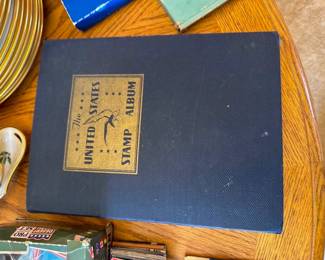 The
UNITED STATES
STAMP ALBUM